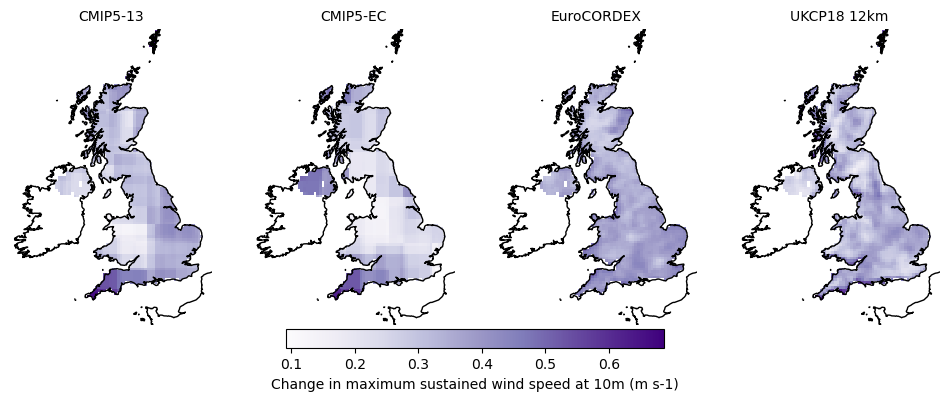 CMIP5-13 CMIP5-EC EuroCORDEX UKCP18 12km
0.1 0.2 0.3 0.4 0.5 0.6
Change in maximum sustained wind speed at 10m (m s-1)